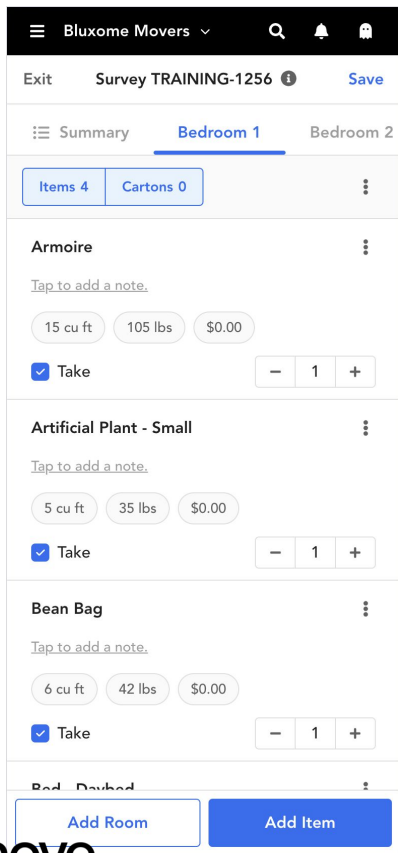 Bluxome Movers
Exit Survey TRAINING-1256 Save
Summary Bedroom 1 Bedroom 2
Items 4 Cartons 0
Armoire
Tap to add a note.
15 cu ft 105 lbs $0.00
Take - 1 +
Artificial Plant - Small
Tap to add a note.
5 cu ft 35 lbs $0.00
Take - 1 +
Bean Bag
Tap to add a note.
6 cu ft 42 lbs $0.00
Take - 1 +
Bed - Daybed
Add Room Add Item